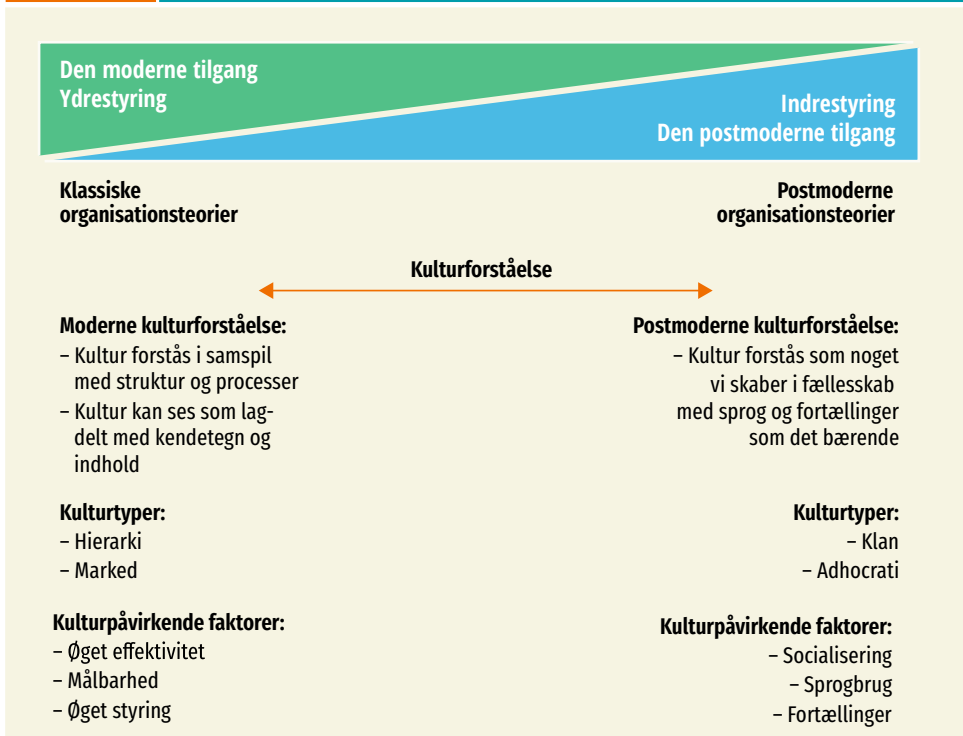 Den moderne tilgang
Ydrestyring
Indrestyring
Den postmoderne tilgang
Klassiske
organisationsteorier
Postmoderne
organisationsteorier
Kulturforståelse
Moderne kulturforståelse:
– Kultur forstås i samspil
med struktur og processer
– Kultur kan ses som lag-
delt med kendetegn og
indhold
Postmoderne kulturforståelse:
– Kultur forstås som noget
vi skaber i fællesskab
med sprog og fortællinger
som det bærende
Kulturtyper:
– Hierarki
– Marked
Kulturtyper:
– Klan
– Adhocrati
Kulturpåvirkende faktorer:
– Øget effektivitet
– Målbarhed
– Øget styring
Kulturpåvirkende faktorer:
– Socialisering
– Sprogbrug
– Fortællinger